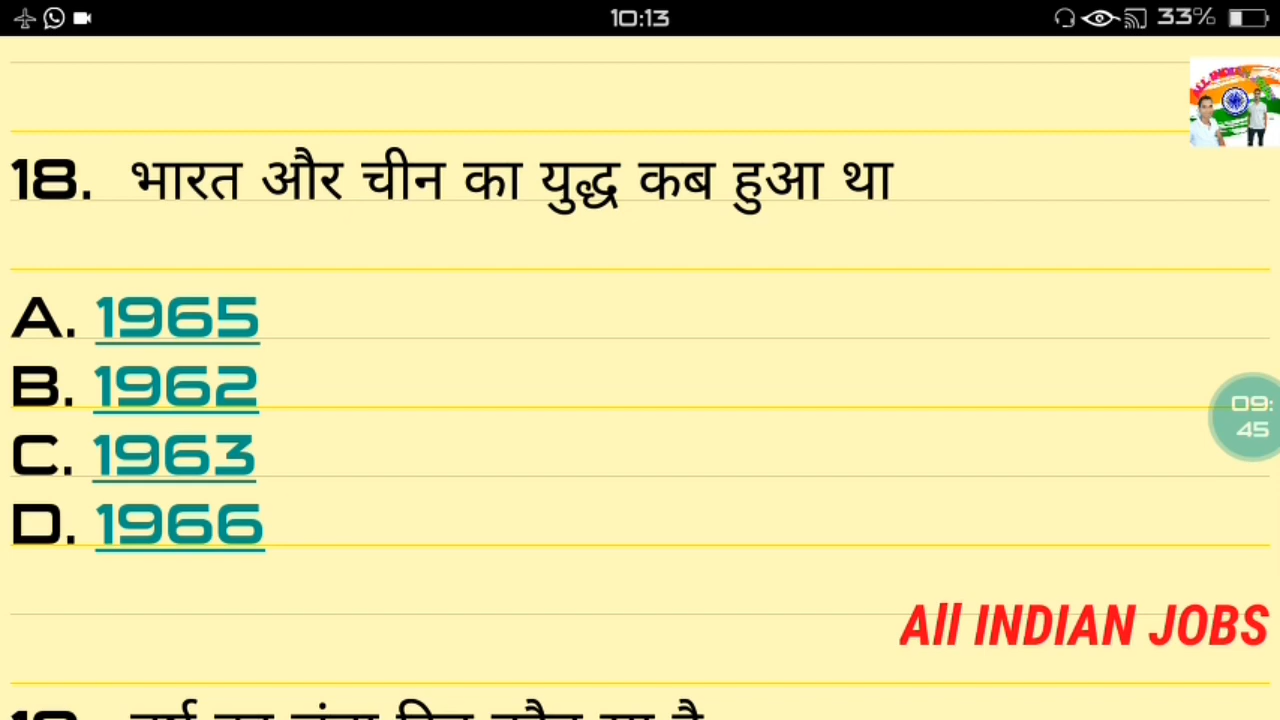 10:13
33%
18. भारत और चीन का युद्ध कब हुआ था
A. 1965
B. 1962
C. 1963
D. 1966
09:
45
All INDIAN JOBS